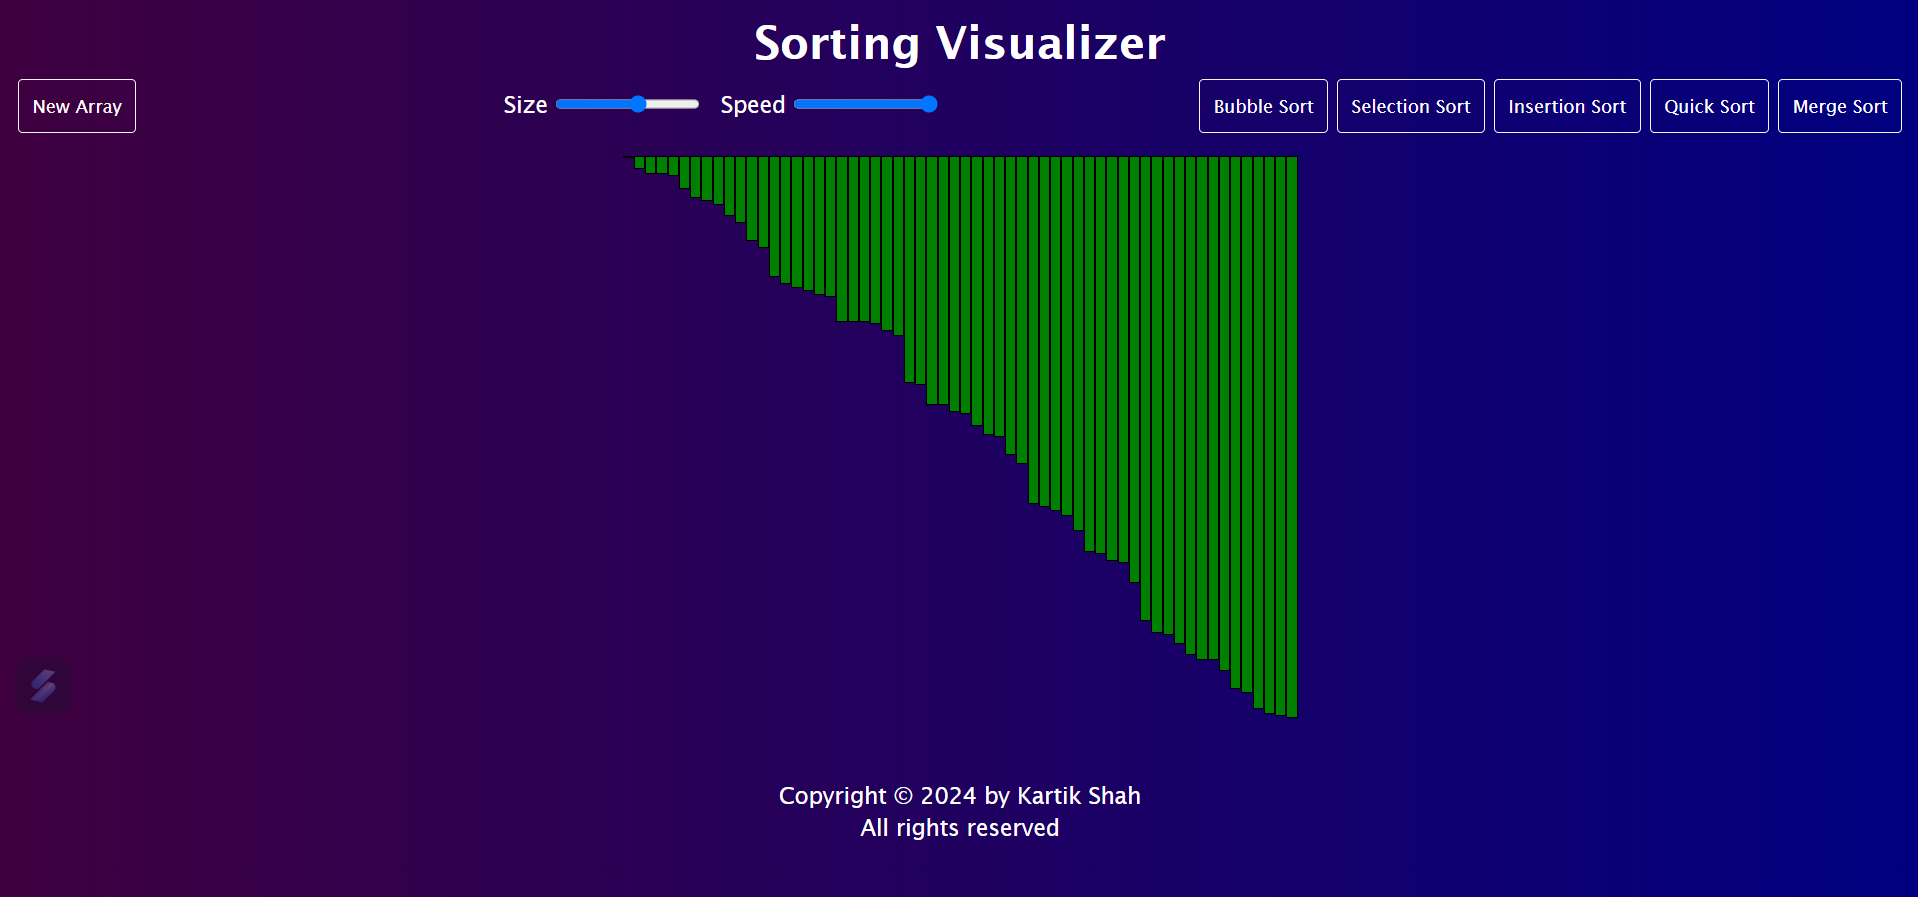 Sorting Visualizer
New Array
Size
Speed
Bubble Sort
Selection Sort
Insertion Sort
Quick Sort
Merge Sort
Copyright © 2024 by Kartik Shah
All rights reserved